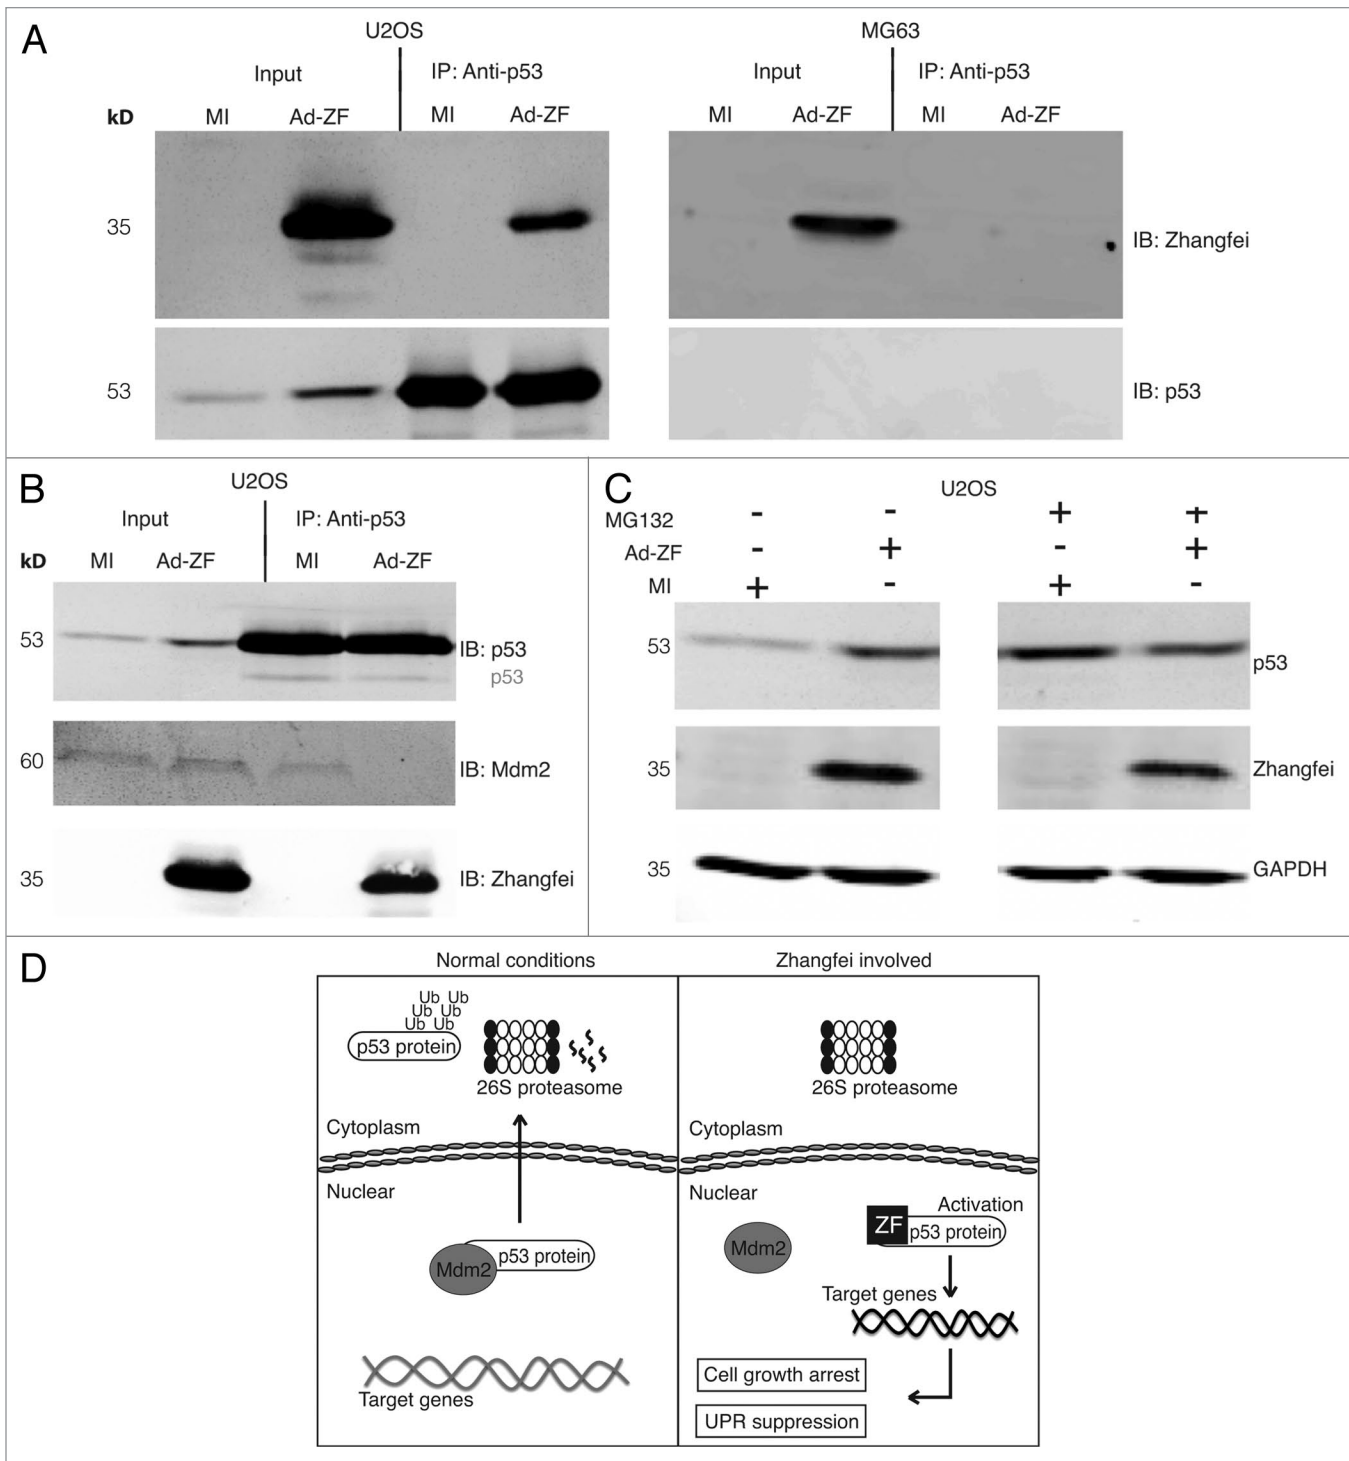 A
U2OS
MG63
Input
IP: Anti-p53
Input
IP: Anti-p53
kD
MI
Ad-ZF
MI
Ad-ZF
MI
Ad-ZF
MI
Ad-ZF
35
IB: Zhangfei
53
IB: p53
B
U2OS
Input
IP: Anti-p53
kD
MI
Ad-ZF
MI
Ad-ZF
53
IB: p53
p53
60
IB: Mdm2
35
IB: Zhangfei
C
U2OS
MG132 - - + +
Ad-ZF - + - +
MI + - + -
53
p53
35
Zhangfei
35
GAPDH
D
Normal conditions
Zhangfei involved
Ub Ub
Ub Ub
Ub Ub
p53 protein
26S proteasome
26S proteasome
Cytoplasm
Cytoplasm
Nuclear
Nuclear
Mdm2
p53 protein
Target genes
Activation
ZF
p53 protein
Mdm2
Target genes
Cell growth arrest
UPR suppression